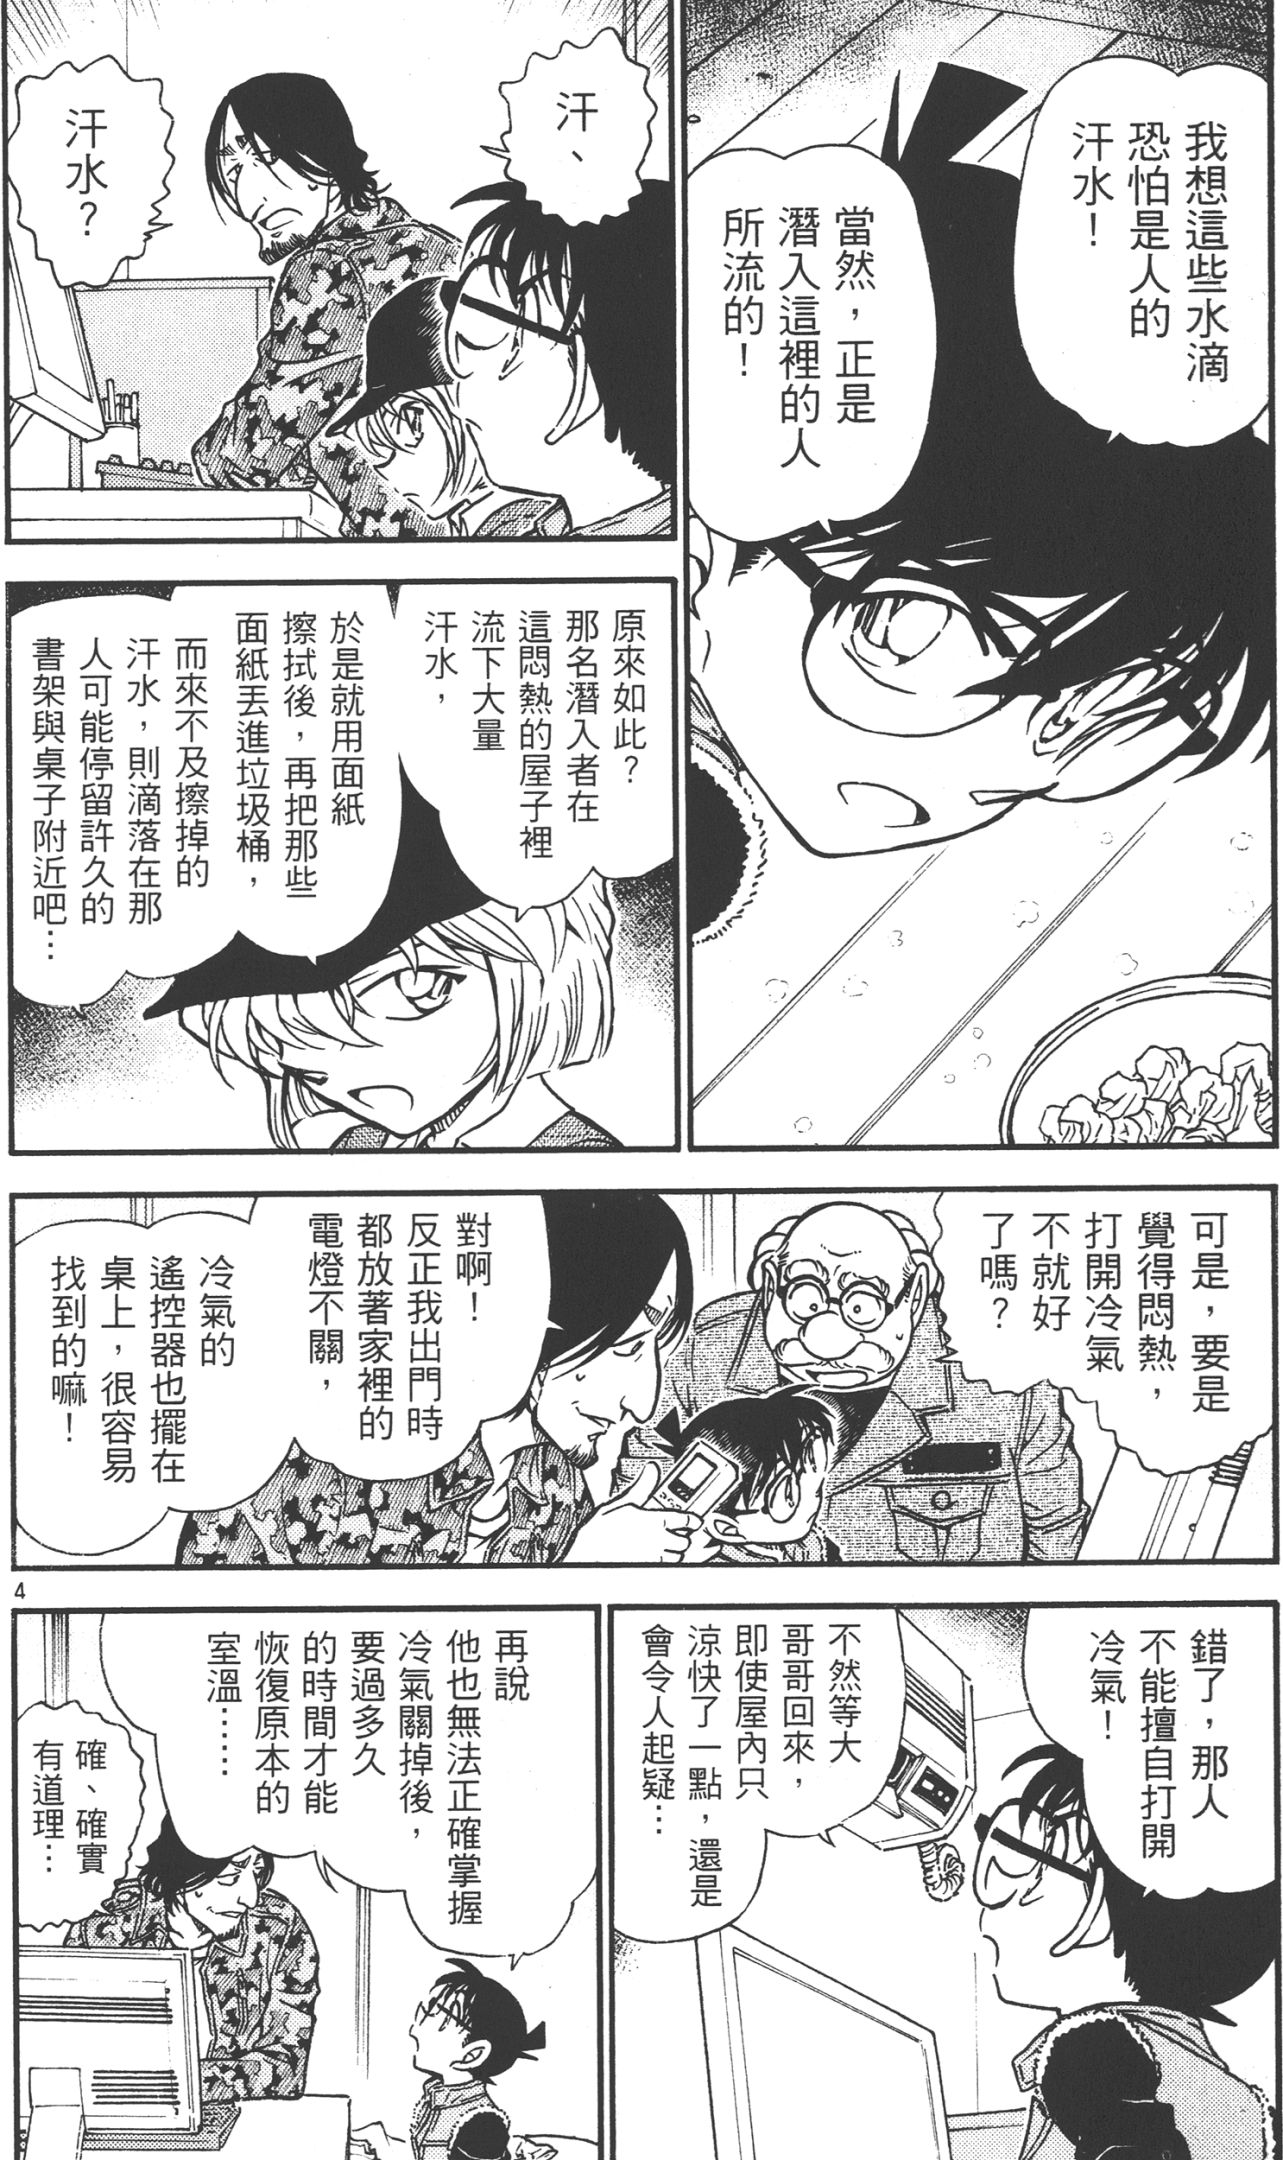 我想這些水滴
恐怕是人的
汗水！
當然，正是
潛入這裡的人
所流的！
汗、
汗水？
原來如此？
那名潛入者在
這悶熱的屋子裡
流下大量
汗水，
於是就用面紙
擦拭後，再把那些
面紙丟進垃圾桶，
而來不及擦掉的
汗水，則滴落在那
人可能停留許久的
書架與桌子附近吧…
可是，要是
覺得悶熱，
打開冷氣
不就好
了嗎？
對啊！
反正我出門時
都放著家裡的
電燈不關，
冷氣的
遙控器也擺在
桌上，很容易
找到的嘛！
4
錯了，那人
不能擅自打開
冷氣！
不然等大
哥哥回來，
即使屋內只
涼快了一點，還是
會令人起疑…
再說
他也無法正確掌握
冷氣關掉後，
要過多久
的時間才能
恢復原本的
室溫……
確、確實
有道理…